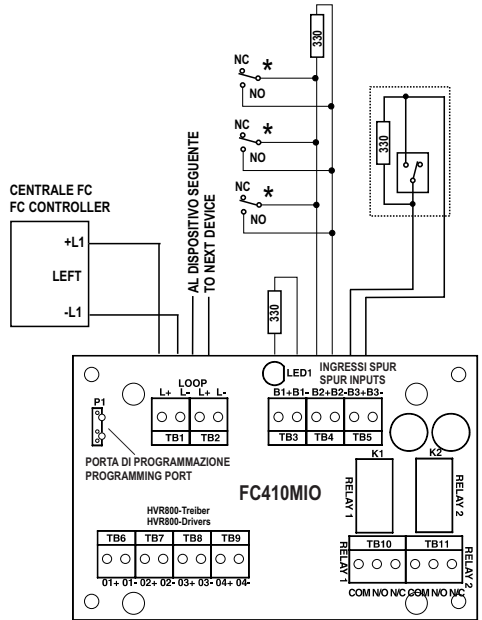 330
NC *
NO
NC *
NO
NC *
NO
330
CENTRALE FC
FC CONTROLLER
+L1
LEFT
-L1
AL DISPOSITIVO SEGUENTE
TO NEXT DEVICE
330
LED1
INGRESSI SPUR
SPUR INPUTS
LOOP
L+ L- L+ L-
B1+B1- B2+B2-B3+B3-
P1
TB1 TB2
TB3 TB4 TB5
PORTA DI PROGRAMMAZIONE
PROGRAMMING PORT
K1 K2
RELAY 1
RELAY 2
FC410MIO
HVR800-Treiber
HVR800-Drivers
TB6 TB7 TB8 TB9
01+ 01- 02+ 02- 03+ 03- 04+ 04-
RELAY 1
TB10 TB11
RELAY 2
COM N/O N/C COM N/O N/C